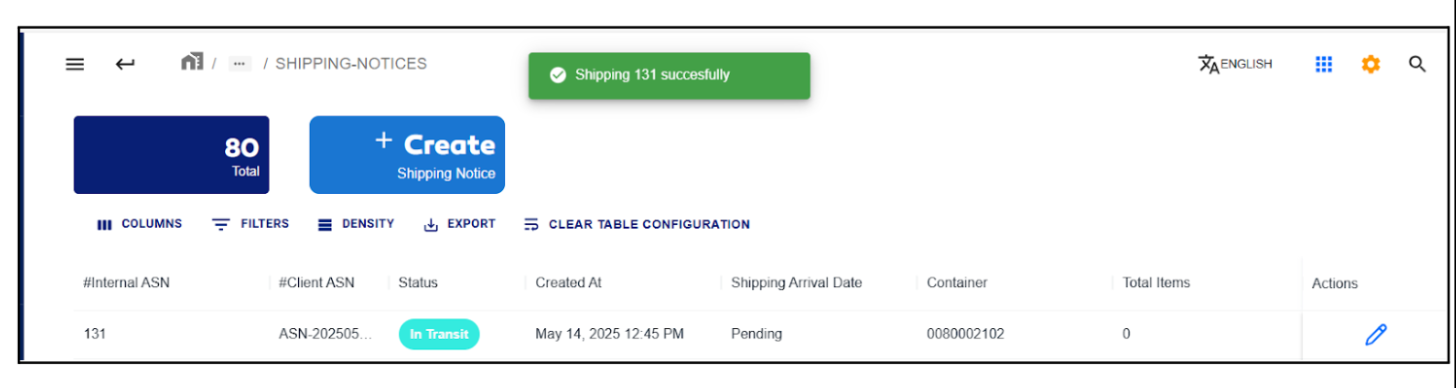 / ... / SHIPPING-NOTICES
Shipping 131 succesfully
ENGLISH
80
Total
+ Create
Shipping Notice
COLUMNS FILTERS DENSITY EXPORT CLEAR TABLE CONFIGURATION
#Internal ASN #Client ASN Status Created At Shipping Arrival Date Container Total Items Actions
131 ASN-202505... In Transit May 14, 2025 12:45 PM Pending 0080002102 0